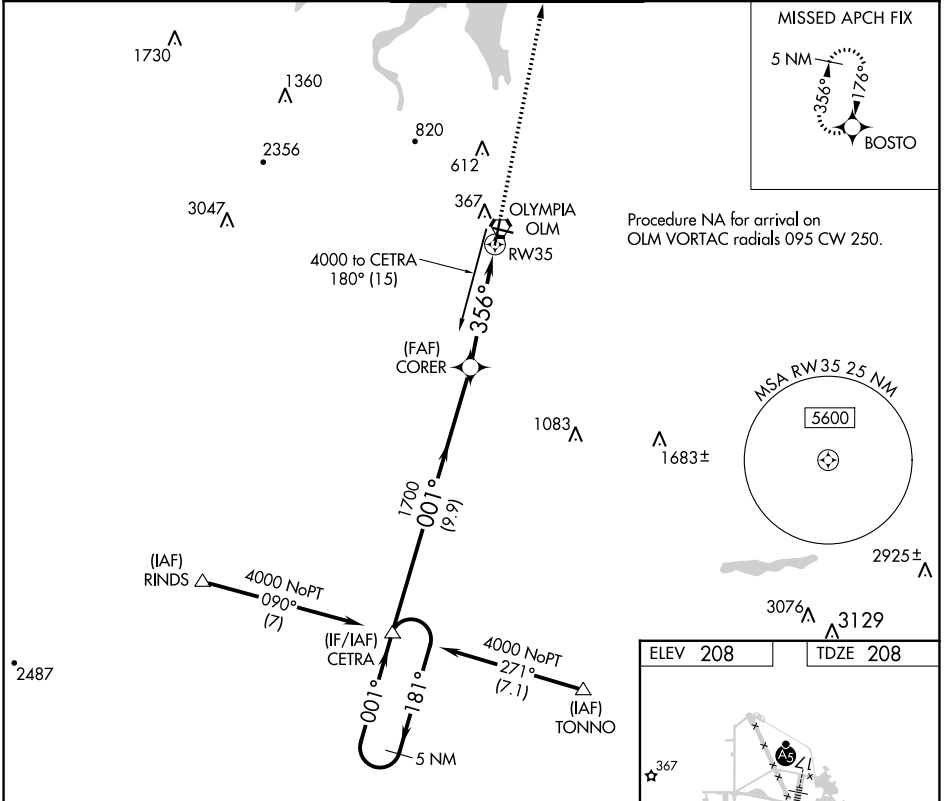 MISSED APCH FIX
5 NM
356°
176°
BOSTO
1730
1360
2356
820
612
3047
367
OLYMPIA
OLM
RW35
Procedure NA for arrival on
OLM VORTAC radials 095 CW 250.
4000 to CETRA
180° (15)
356°
(FAF)
CORER
MSA RW35 25 NM
5600
1083
1683±
1700
001°
(9.9)
2925±
(IAF)
RINDS
4000 NoPT
090°
(7)
3076
3129
(IF/IAF)
CETRA
4000 NoPT
271°
(7.1)
(IAF)
TONNO
2487
001°
181°
5 NM
ELEV 208
TDZE 208
367
A5
17